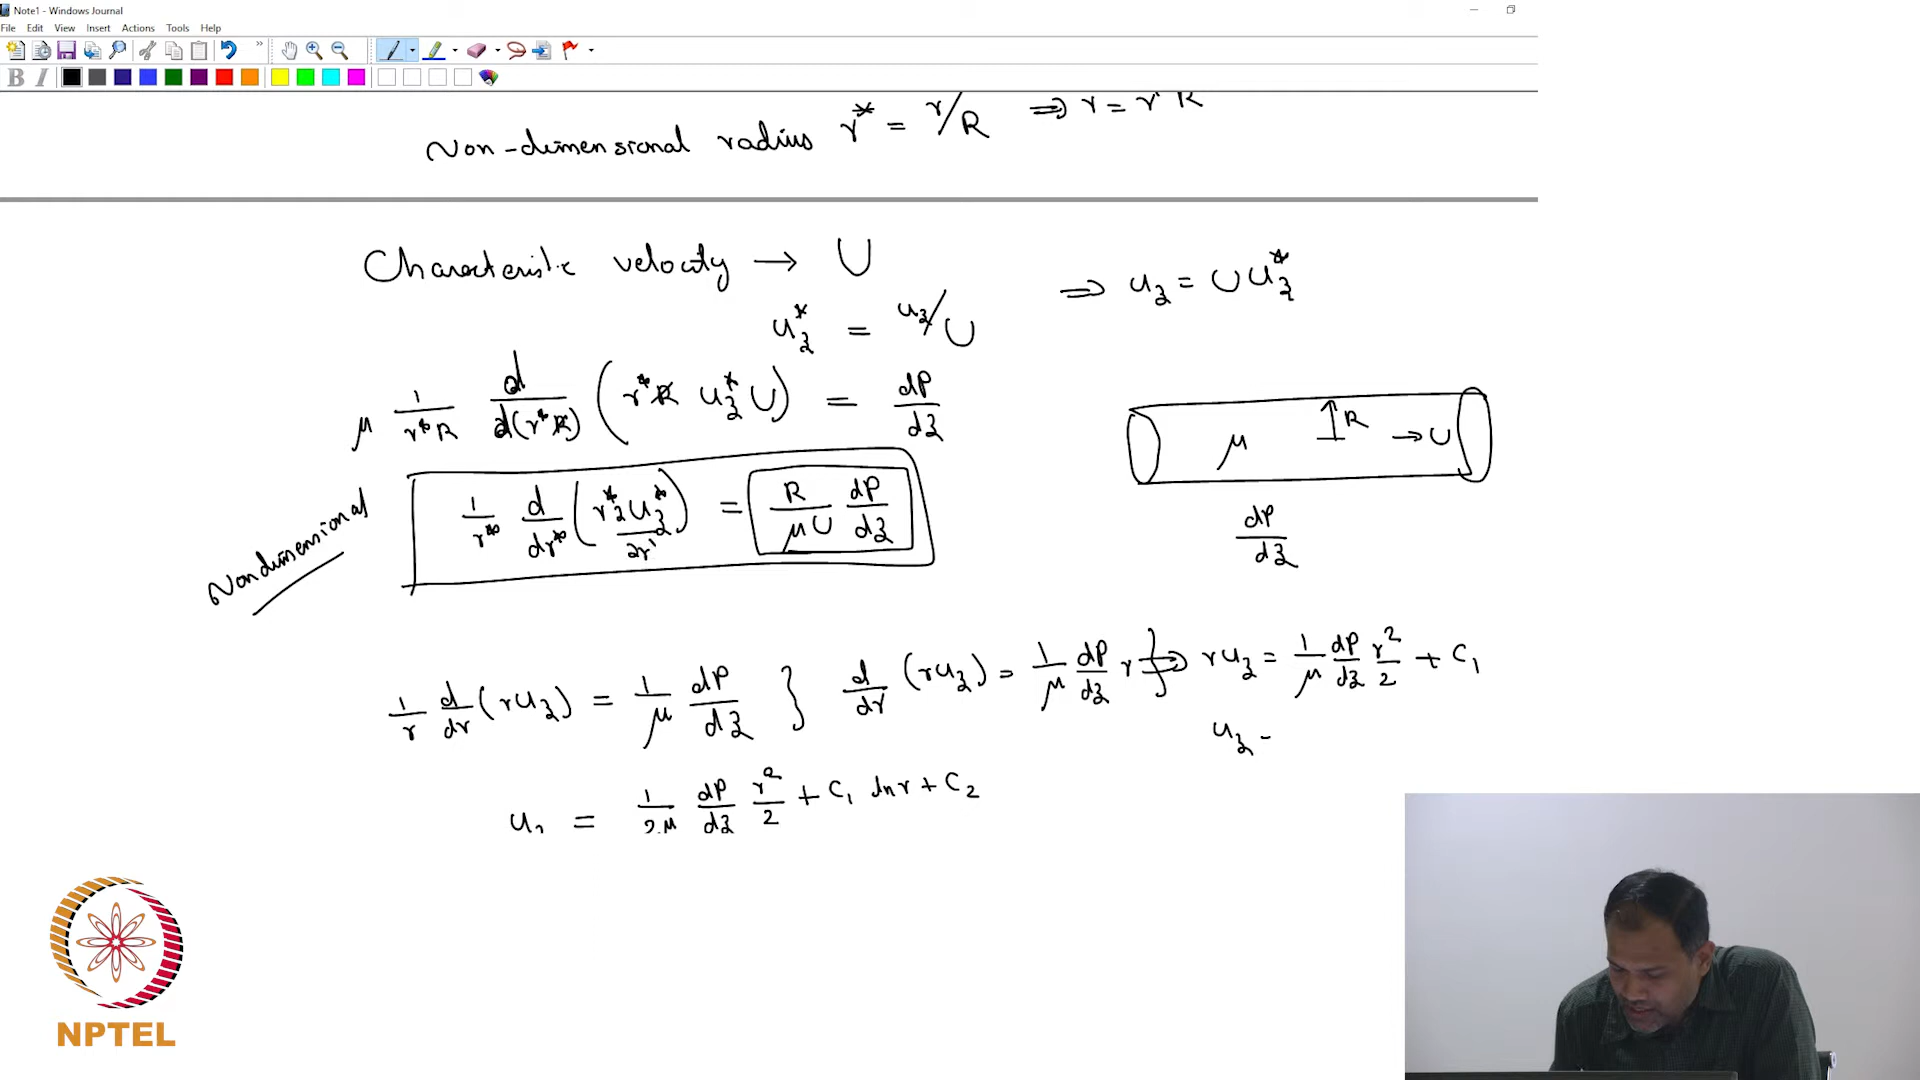 Note1 - Windows Journal
File Edit View Insert Actions Tools Help
Non-dimensional radius r* = r/R ⇒ r = r* R
Characteristic velocity → U
⇒ u_z = U u_z*
u_z* = u_z/U
μ 1/(r*R) d/d(r*R) (r*R u_z* U) = dP/dz
μ R → U
dP/dz
Nondimensional
1/r* d/dr* = R/(μU) dP/dz
1/r d/dr (r u_z) = 1/μ dP/dz } d/dr (r u_z) = 1/μ dP/dz r } ⇒ r u_z = 1/μ dP/dz r²/2 + C₁
u_z -
= 1/2μ dP/dz r²/2 + C₁ ln r + C₂
NPTEL